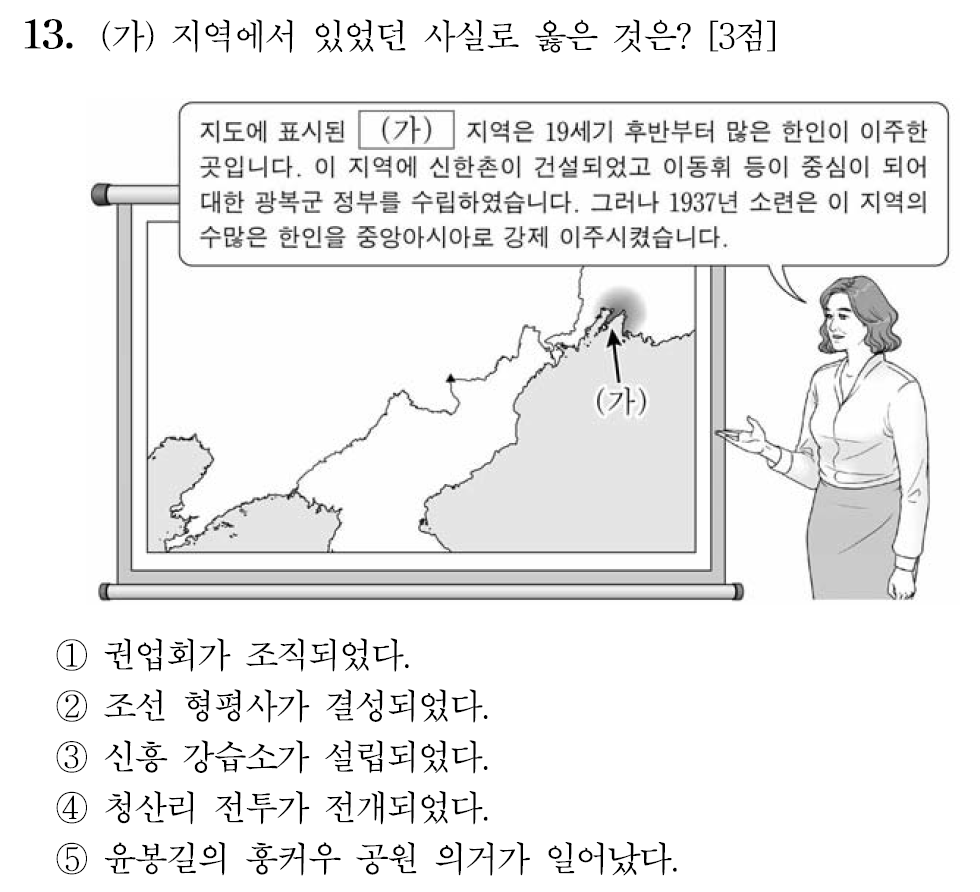 13. (가) 지역에서 있었던 사실로 옳은 것은? [3점]
지도에 표시된 (가) 지역은 19세기 후반부터 많은 한인이 이주한
곳입니다. 이 지역에 신한촌이 건설되었고 이동휘 등이 중심이 되어
대한 광복군 정부를 수립하였습니다. 그러나 1937년 소련은 이 지역의
수많은 한인을 중앙아시아로 강제 이주시켰습니다.
(가)
① 권업회가 조직되었다.
② 조선 형평사가 결성되었다.
③ 신흥 강습소가 설립되었다.
④ 청산리 전투가 전개되었다.
⑤ 윤봉길의 훙커우 공원 의거가 일어났다.